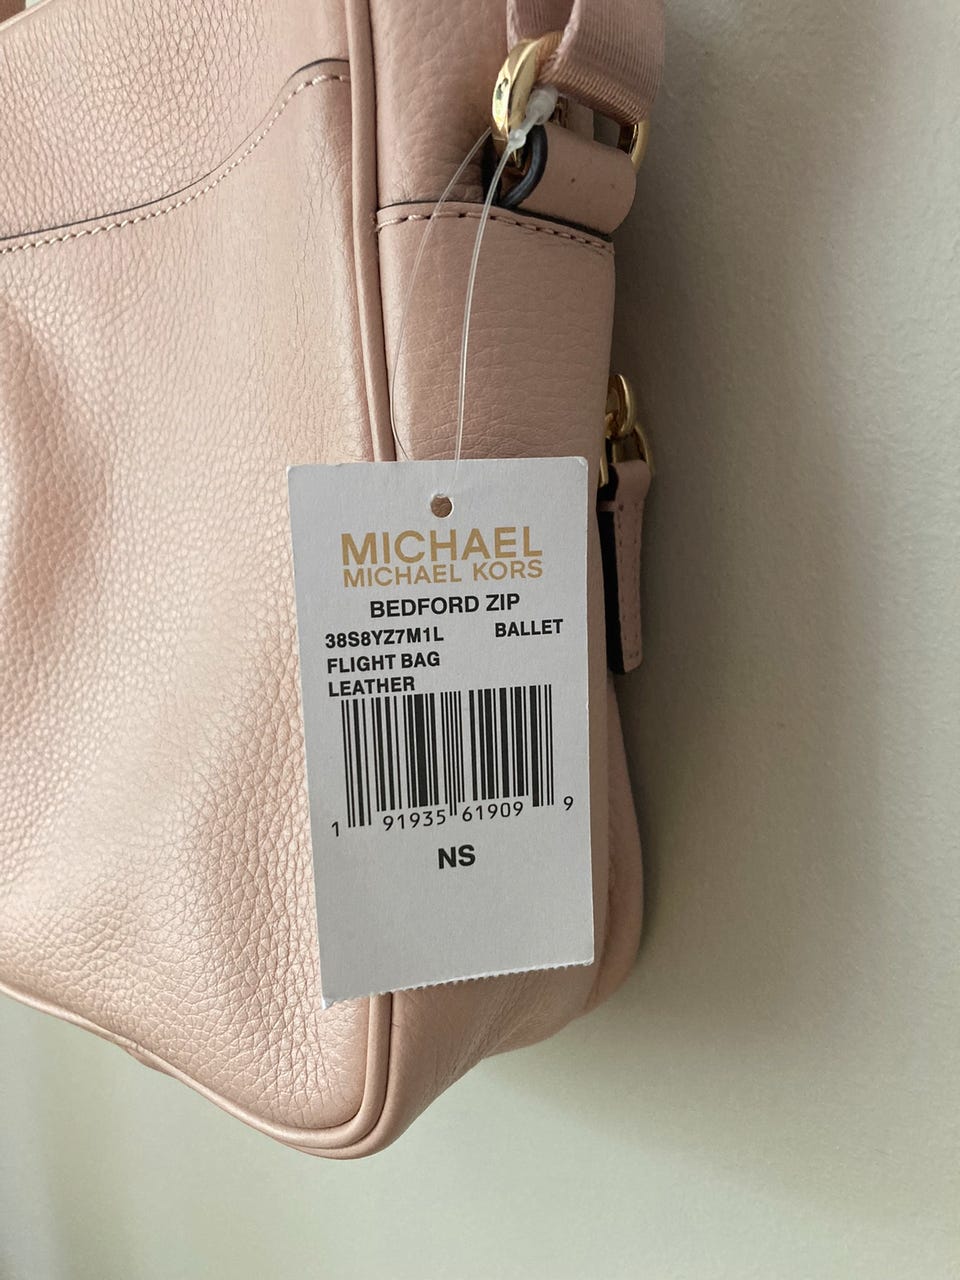 MICHAEL
MICHAEL KORS
BEDFORD ZIP
38S8YZ7M1L BALLET
FLIGHT BAG
LEATHER
1 91935 61909 9
NS